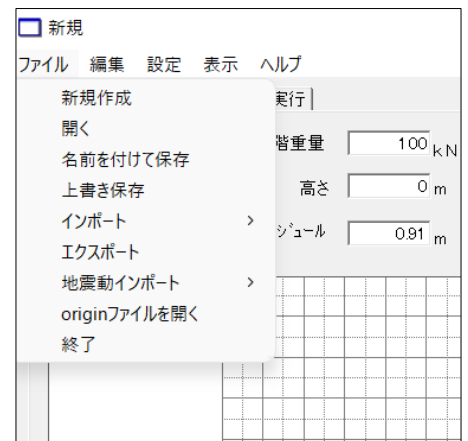 新規
ファイル 編集 設定 表示 ヘルプ
新規作成
開く
名前を付けて保存
上書き保存
インポート >
エクスポート
地震動インポート >
originファイルを開く
終了
実行
階重量 100 kN
高さ 0 m
ジュール 0.91 m